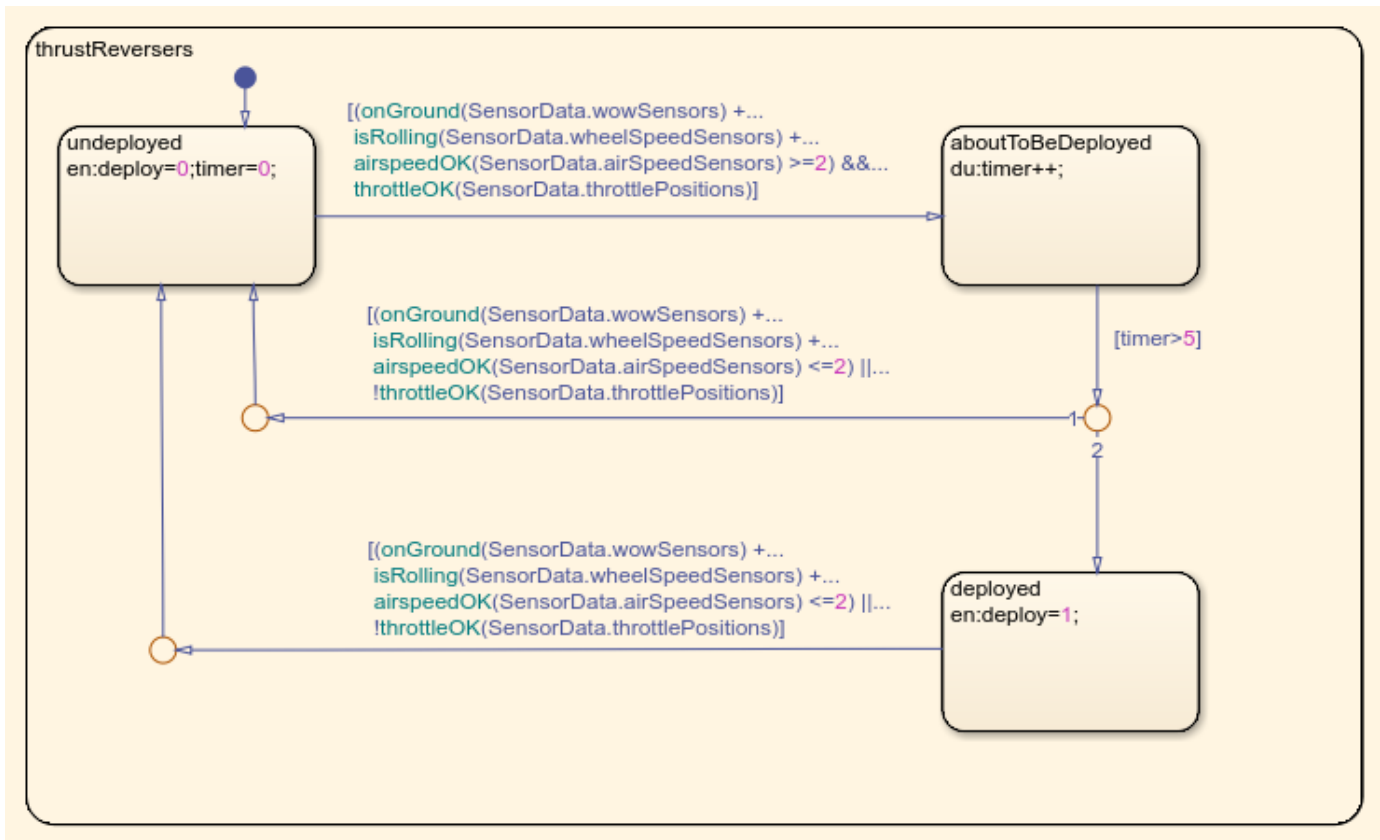 thrustReversers
undeployed
en:deploy=0;timer=0;
[(onGround(SensorData.wowSensors) +...
isRolling(SensorData.wheelSpeedSensors) +...
airspeedOK(SensorData.airSpeedSensors) >=2) &&...
throttleOK(SensorData.throttlePositions)]
aboutToBeDeployed
du:timer++;
[(onGround(SensorData.wowSensors) +...
isRolling(SensorData.wheelSpeedSensors) +...
airspeedOK(SensorData.airSpeedSensors) <=2) ||...
!throttleOK(SensorData.throttlePositions)]
[timer>5]
1
2
[(onGround(SensorData.wowSensors) +...
isRolling(SensorData.wheelSpeedSensors) +...
airspeedOK(SensorData.airSpeedSensors) <=2) ||...
!throttleOK(SensorData.throttlePositions)]
deployed
en:deploy=1;